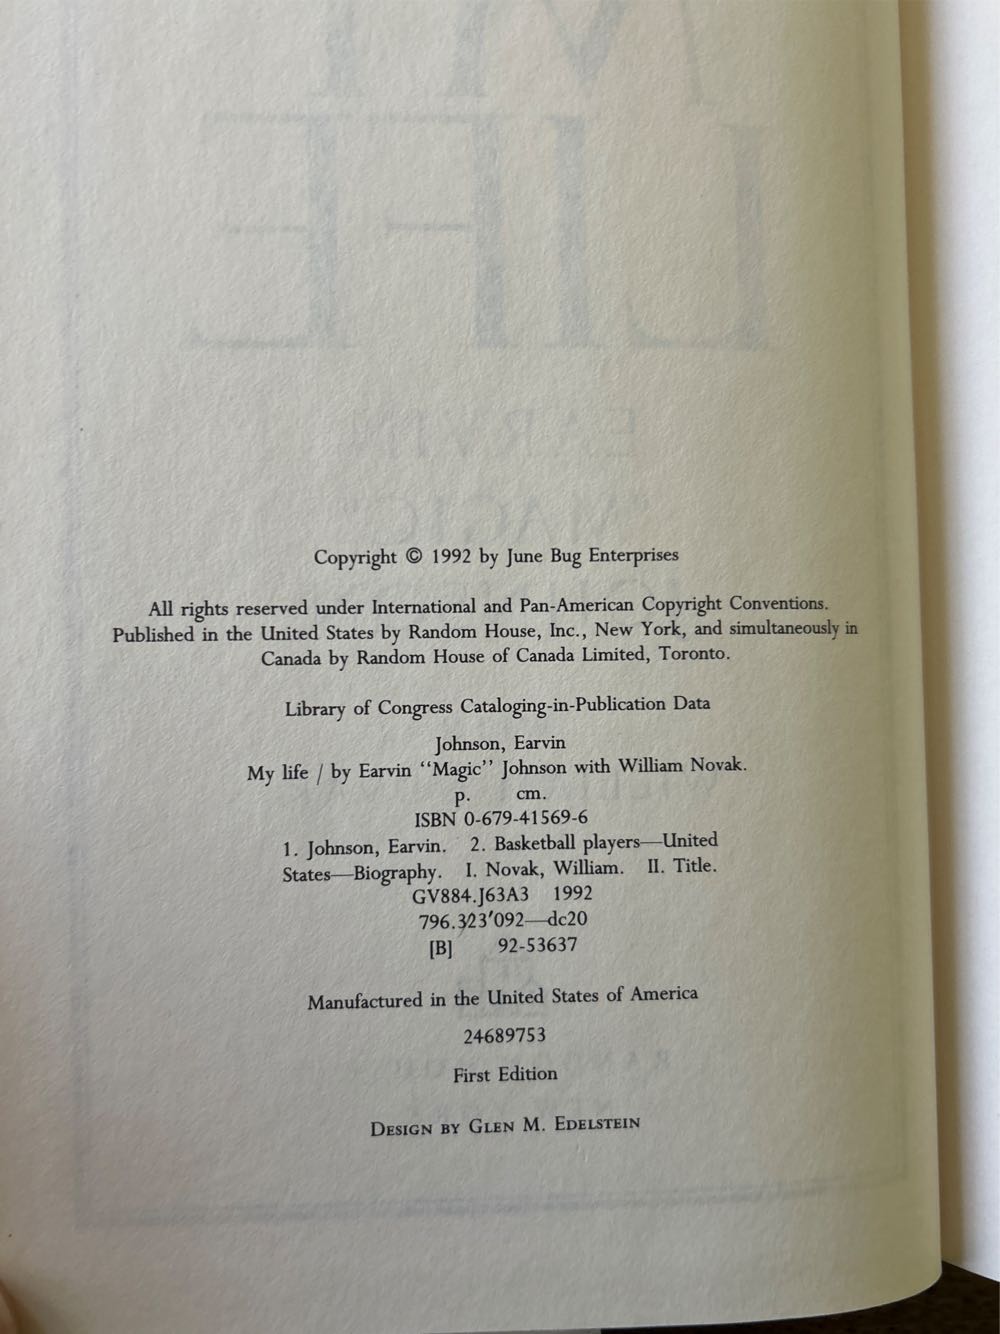 Copyright © 1992 by June Bug Enterprises
All rights reserved under International and Pan-American Copyright Conventions.
Published in the United States by Random House, Inc., New York, and simultaneously in
Canada by Random House of Canada Limited, Toronto.
Library of Congress Cataloging-in-Publication Data
Johnson, Earvin
My life / by Earvin “Magic” Johnson with William Novak.
p. cm.
ISBN 0-679-41569-6
1. Johnson, Earvin. 2. Basketball players—United
States—Biography. I. Novak, William. II. Title.
GV884.J63A3 1992
796.323′092—dc20
[B] 92-53637
Manufactured in the United States of America
24689753
First Edition
DESIGN BY GLEN M. EDELSTEIN